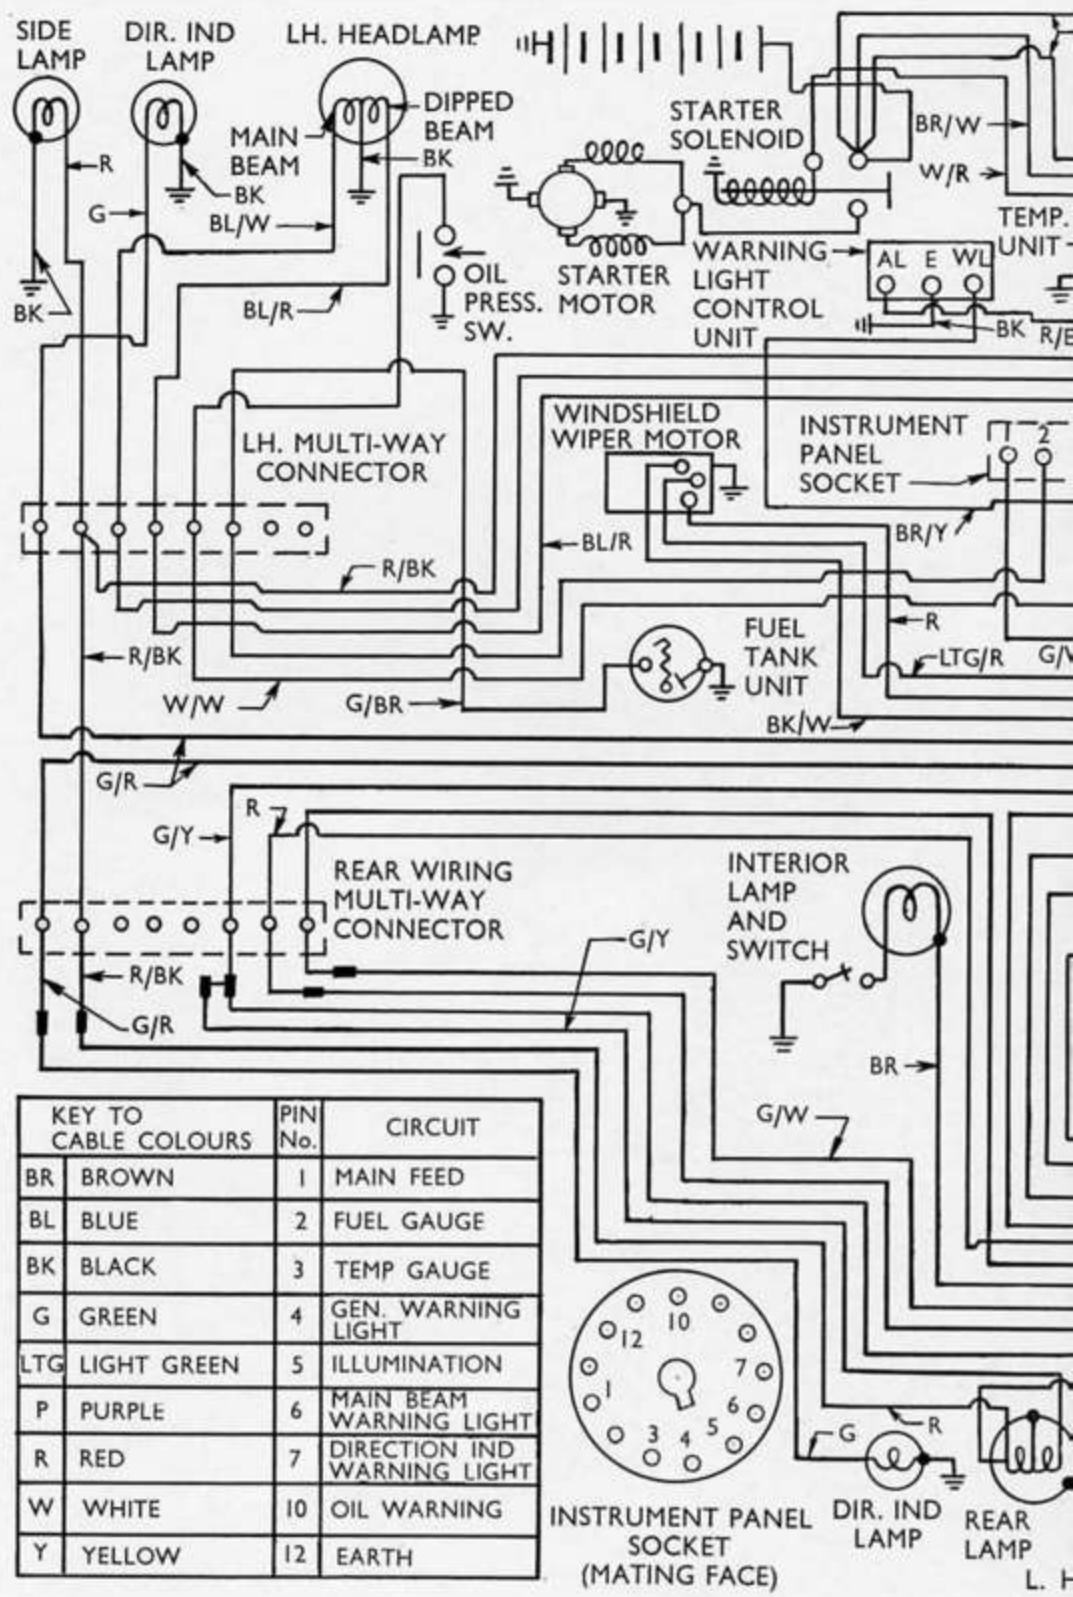 SIDE
LAMP
DIR. IND
LAMP
LH. HEADLAMP
MAIN
BEAM
DIPPED
BEAM
BK
R
BK
G
BL/W
BK
BL/R
OIL
PRESS.
SW.
STARTER
SOLENOID
STARTER
MOTOR
BR/W
W/R
TEMP.
UNIT
WARNING
LIGHT
CONTROL
UNIT
AL E WL
BK
LH. MULTI-WAY
CONNECTOR
WINDSHIELD
WIPER MOTOR
INSTRUMENT
PANEL
SOCKET
2
BR/Y
BL/R
R/BK
R/BK
W/W
G/BR
FUEL
TANK
UNIT
R
LTG/R
BK/W
G/R
R
G/Y
REAR WIRING
MULTI-WAY
CONNECTOR
G/Y
INTERIOR
LAMP
AND
SWITCH
R/BK
G/R
BR
G/W
KEY TO
CABLE COLOURS
PIN
No.
CIRCUIT
BR BROWN 1 MAIN FEED
BL BLUE 2 FUEL GAUGE
BK BLACK 3 TEMP GAUGE
G GREEN 4 GEN. WARNING
LIGHT
LTG LIGHT GREEN 5 ILLUMINATION
P PURPLE 6 MAIN BEAM
WARNING LIGHT
R RED 7 DIRECTION IND
WARNING LIGHT
W WHITE 10 OIL WARNING
Y YELLOW 12 EARTH
12
10
7
6
5
4
3
1
INSTRUMENT PANEL
SOCKET
(MATING FACE)
R
G
DIR. IND
LAMP
REAR
LAMP